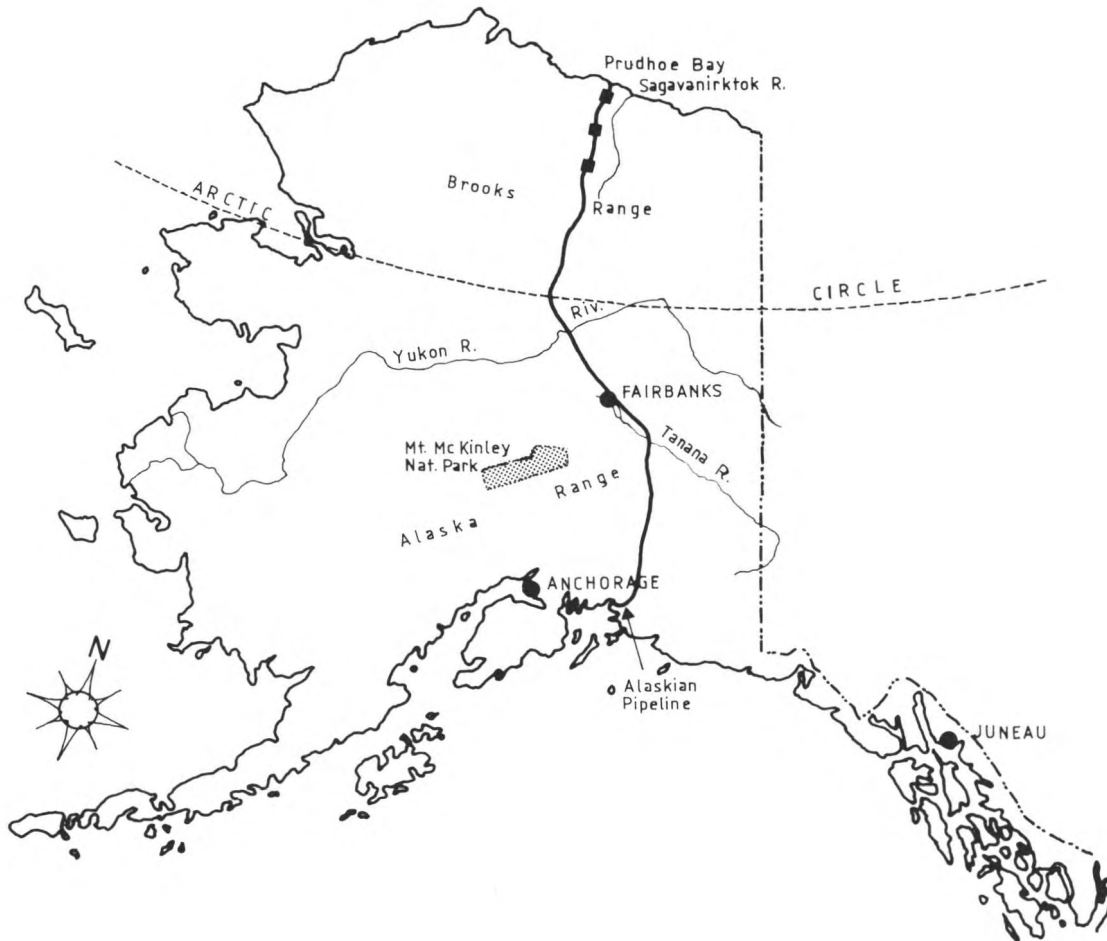 Prudhoe Bay
Sagavanirktok R.
Brooks
Range
ARCTIC
CIRCLE
Riv.
Yukon R.
FAIRBANKS
Tanana R.
Mt. Mc Kinley
Nat. Park
Range
Alaska
ANCHORAGE
N
Alaskian
Pipeline
JUNEAU